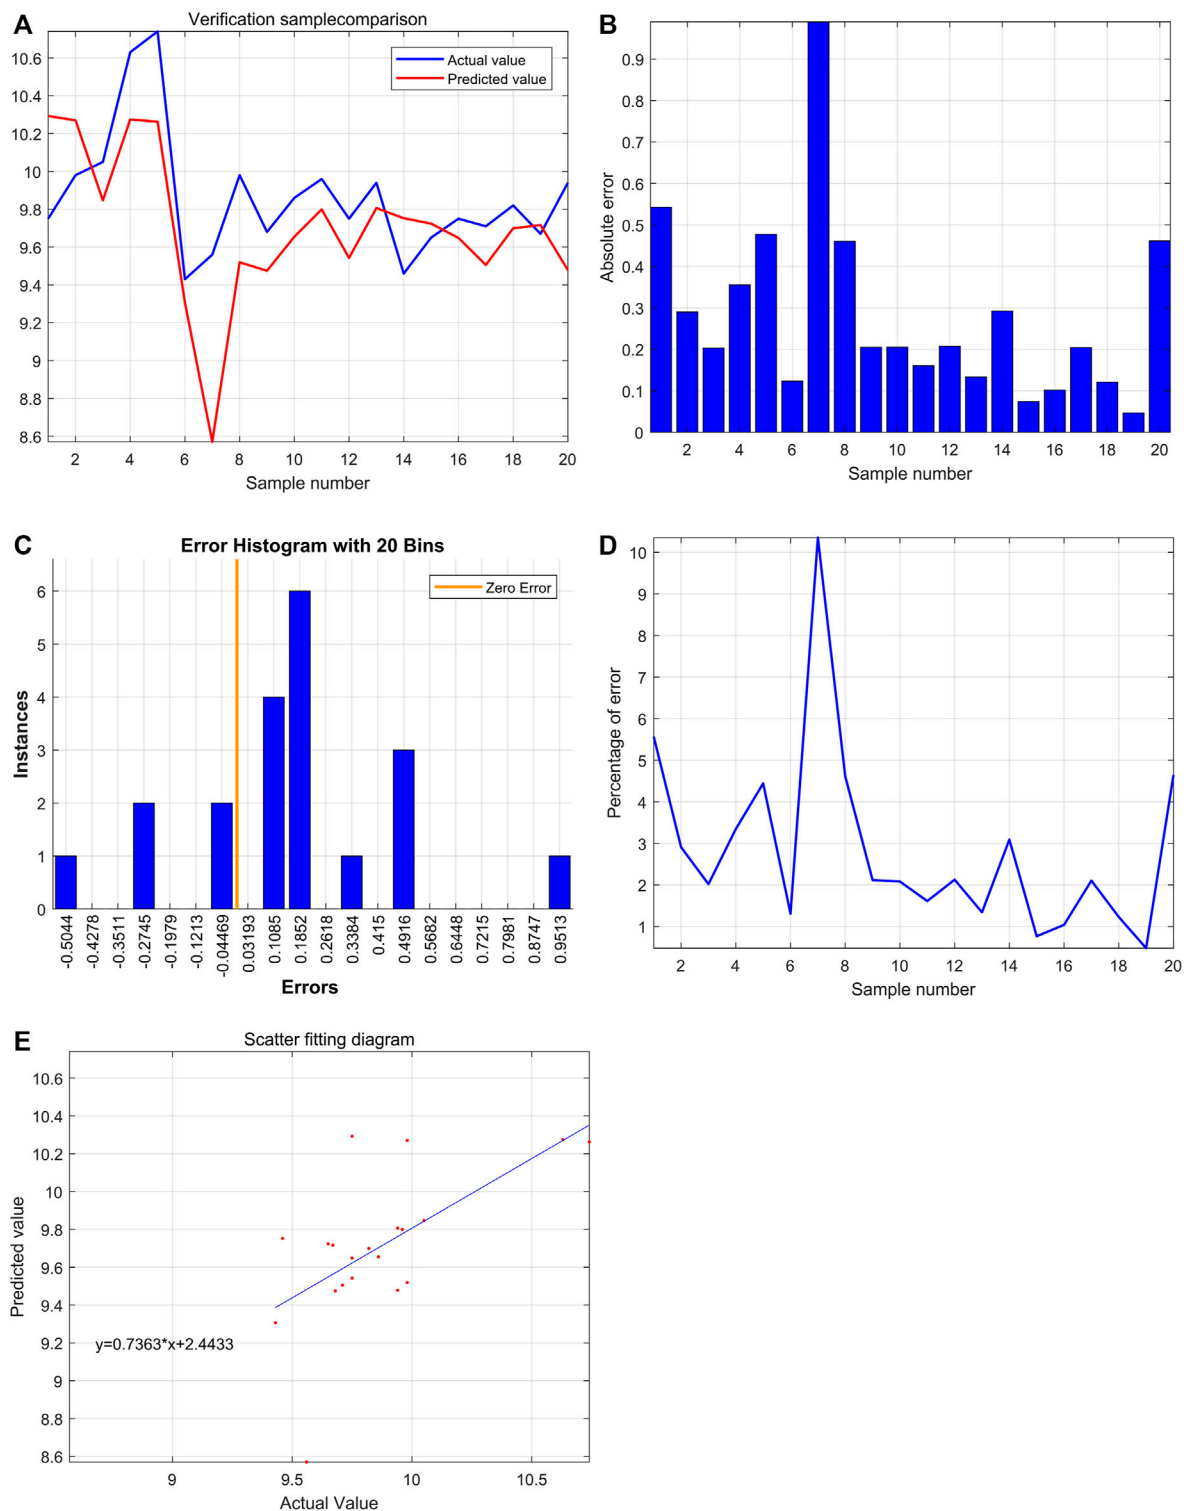 A
Verification samplecomparison
Actual value
Predicted value
10.6
10.4
10.2
10
9.8
9.6
9.4
9.2
9
8.8
8.6
2 4 6 8 10 12 14 16 18 20
Sample number
B
Absolute error
0.9
0.8
0.7
0.6
0.5
0.4
0.3
0.2
0.1
0
2 4 6 8 10 12 14 16 18 20
Sample number
C
Error Histogram with 20 Bins
Zero Error
Instances
6
5
4
3
2
1
0
-0.5044
-0.4278
-0.3511
-0.2745
-0.1979
-0.1213
-0.04469
0.03193
0.1085
0.1852
0.2618
0.3384
0.415
0.4916
0.5682
0.6448
0.7215
0.7981
0.8747
0.9513
Errors
D
Percentage of error
10
9
8
7
6
5
4
3
2
1
2 4 6 8 10 12 14 16 18 20
Sample number
E
Scatter fitting diagram
Predicted value
10.6
10.4
10.2
10
9.8
9.6
9.4
9.2
9
8.8
8.6
y=0.7363*x+2.4433
9 9.5 10 10.5
Actual Value